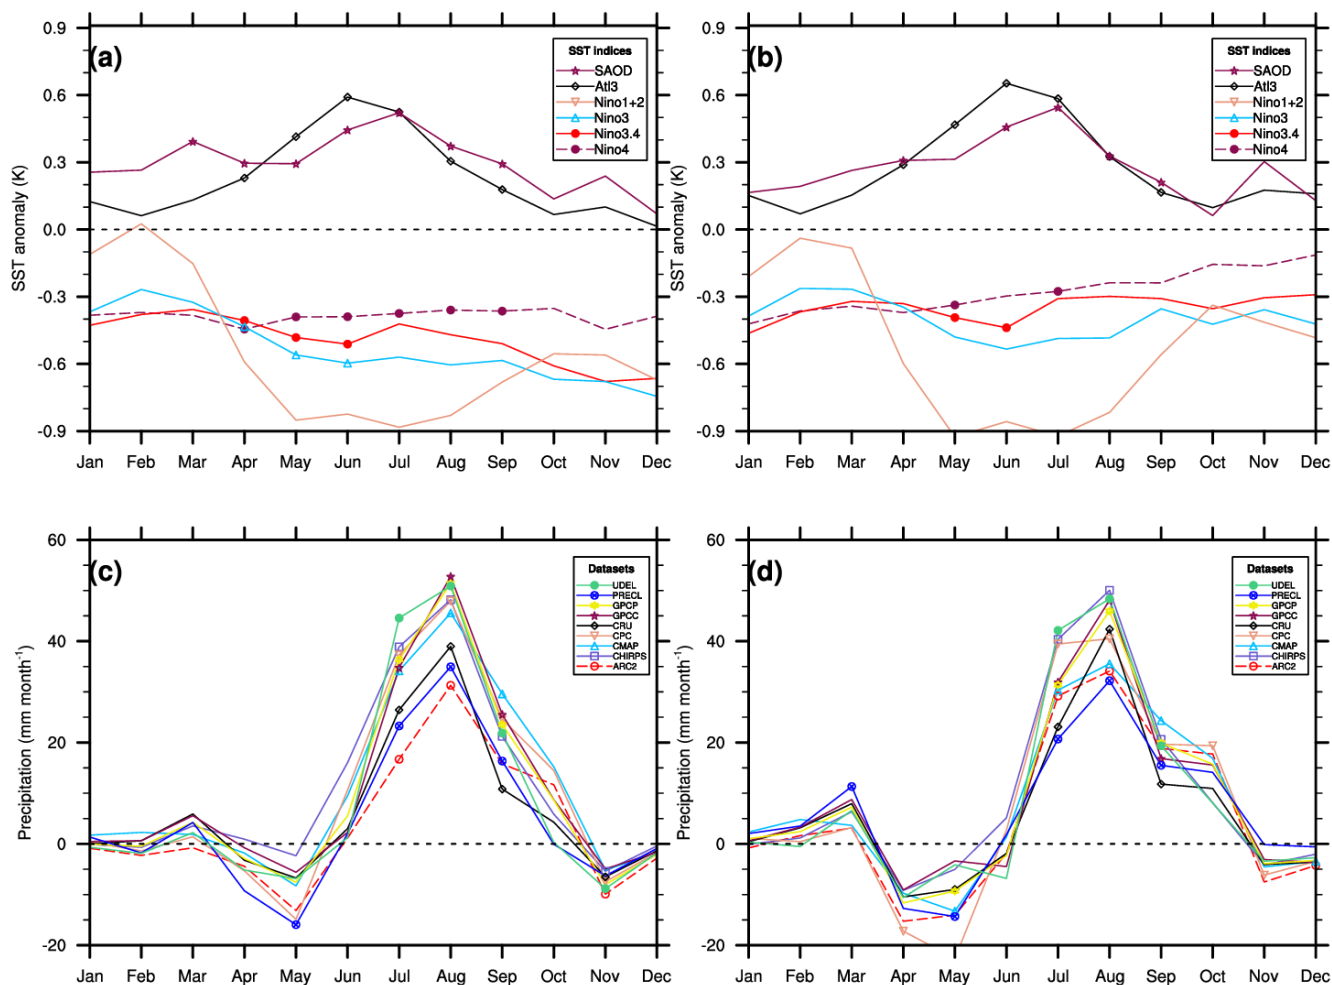 (a)
SST indices
SAOD
Atl3
Nino1+2
Nino3
Nino3.4
Nino4
SST anomaly (K)
0.9
0.6
0.3
0.0
-0.3
-0.6
-0.9
Jan Feb Mar Apr May Jun Jul Aug Sep Oct Nov Dec
(b)
SST indices
SAOD
Atl3
Nino1+2
Nino3
Nino3.4
Nino4
SST anomaly (K)
0.9
0.6
0.3
0.0
-0.3
-0.6
-0.9
Jan Feb Mar Apr May Jun Jul Aug Sep Oct Nov Dec
(c)
Datasets
UDEL
PRECL
GPCP
GPCC
CRU
CPC
CMAP
CHIRPS
ARC2
Precipitation (mm month⁻¹)
60
40
20
0
-20
Jan Feb Mar Apr May Jun Jul Aug Sep Oct Nov Dec
(d)
Datasets
UDEL
PRECL
GPCP
GPCC
CRU
CPC
CMAP
CHIRPS
ARC2
Precipitation (mm month⁻¹)
60
40
20
0
-20
Jan Feb Mar Apr May Jun Jul Aug Sep Oct Nov Dec